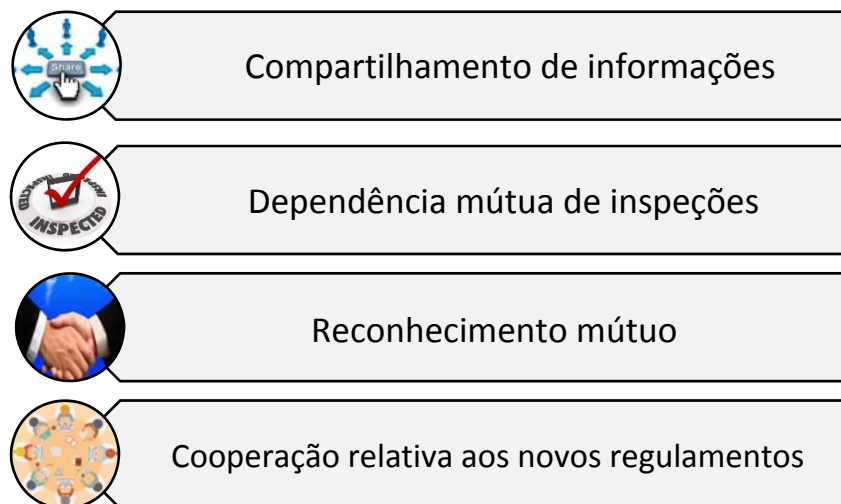 Share
Compartilhamento de informações
INSPECTED
Dependência mútua de inspeções
Reconhecimento mútuo
Cooperação relativa aos novos regulamentos